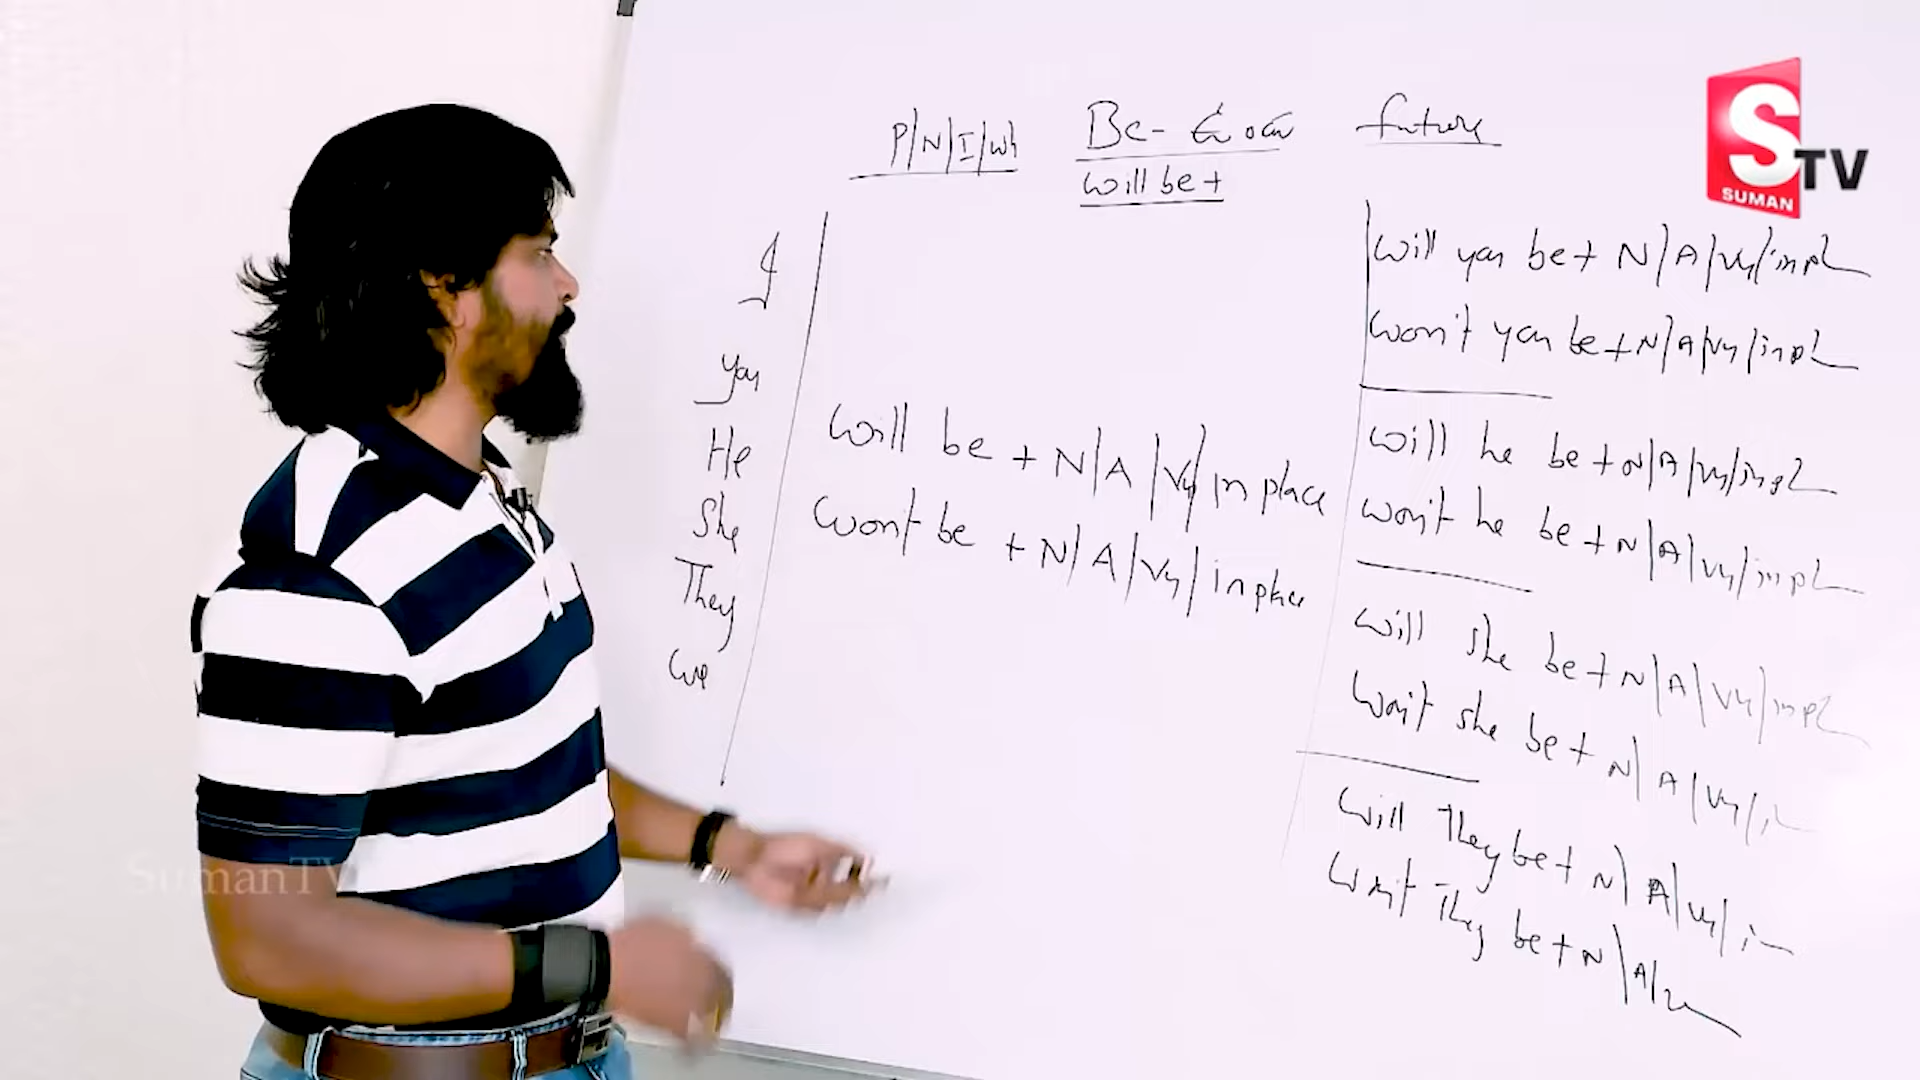 P/N/I/wh Be- ఉండు future
will be +
I
you
He
She
They
we
will be + N/A/V4/in place
won't be + N/A/V4/in place
will you be + N/A/V4/in pl
won't you be + N/A/V4/in pl
will he be + N/A/V4/in pl
won't he be + N/A/V4/in pl
will she be + N/A/V4/in pl
won't she be + N/A/V4/in
will They be + N/A/V4/in
won't They be + N/A/
S TV
SUMAN
SumanTV